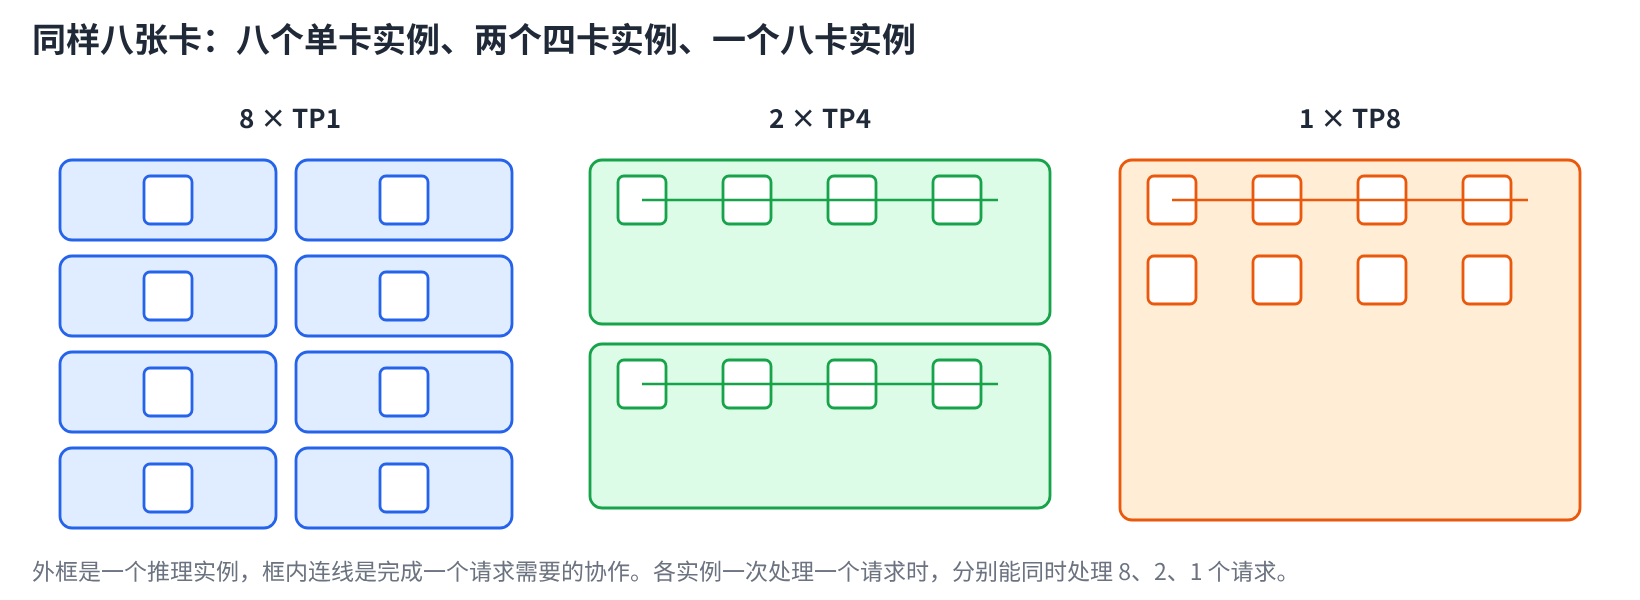 同样八张卡：八个单卡实例、两个四卡实例、一个八卡实例
8 × TP1
2 × TP4
1 × TP8
外框是一个推理实例，框内连线是完成一个请求需要的协作。各实例一次处理一个请求时，分别能同时处理 8、2、1 个请求。